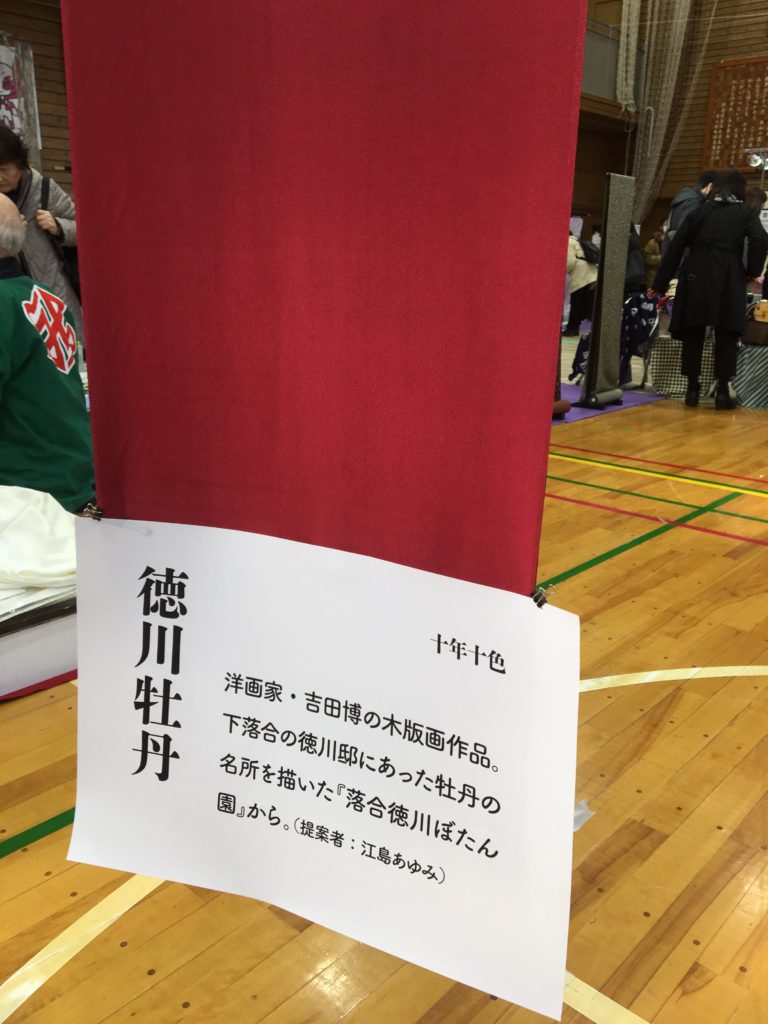 徳川牡丹
十年十色
洋画家・吉田博の木版画作品。
下落合の徳川邸にあった牡丹の
名所を描いた『落合徳川ぼたん
園』から。(提案者:江島あゆみ)